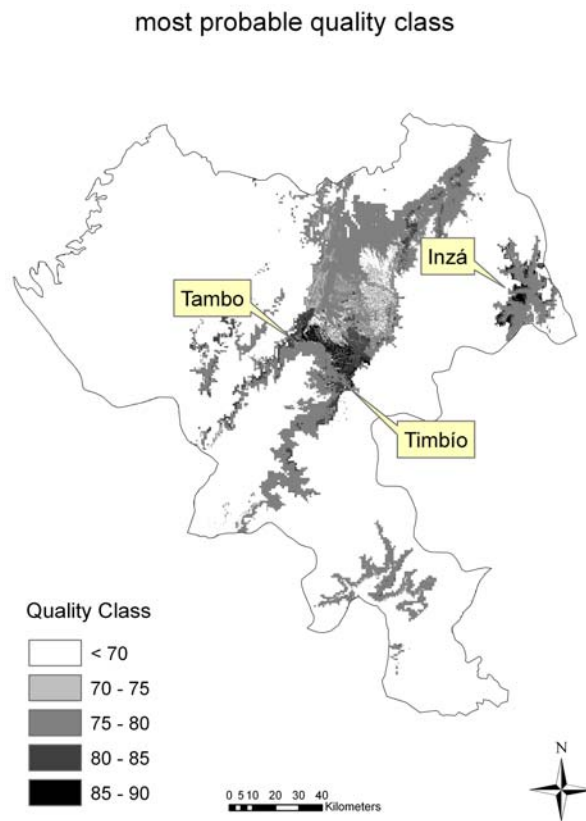 most probable quality class
Inzá
Tambo
Timbío
Quality Class
< 70
70 - 75
75 - 80
80 - 85
85 - 90
N
0 5 10 20 30 40
Kilometers